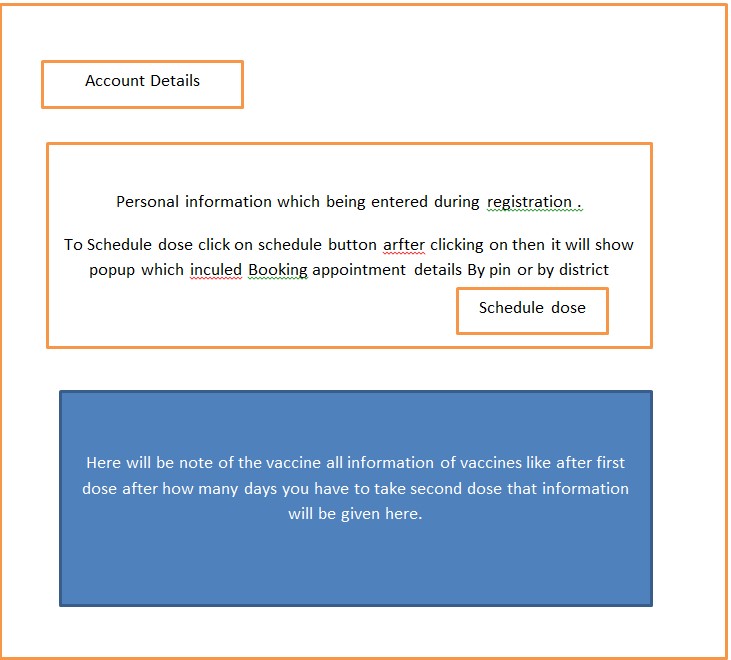 Account Details
Personal information which being entered during registration .
To Schedule dose click on schedule button arfter clicking on then it will show
popup which inculed Booking appointment details By pin or by district
Schedule dose
Here will be note of the vaccine all information of vaccines like after first
dose after how many days you have to take second dose that information
will be given here.